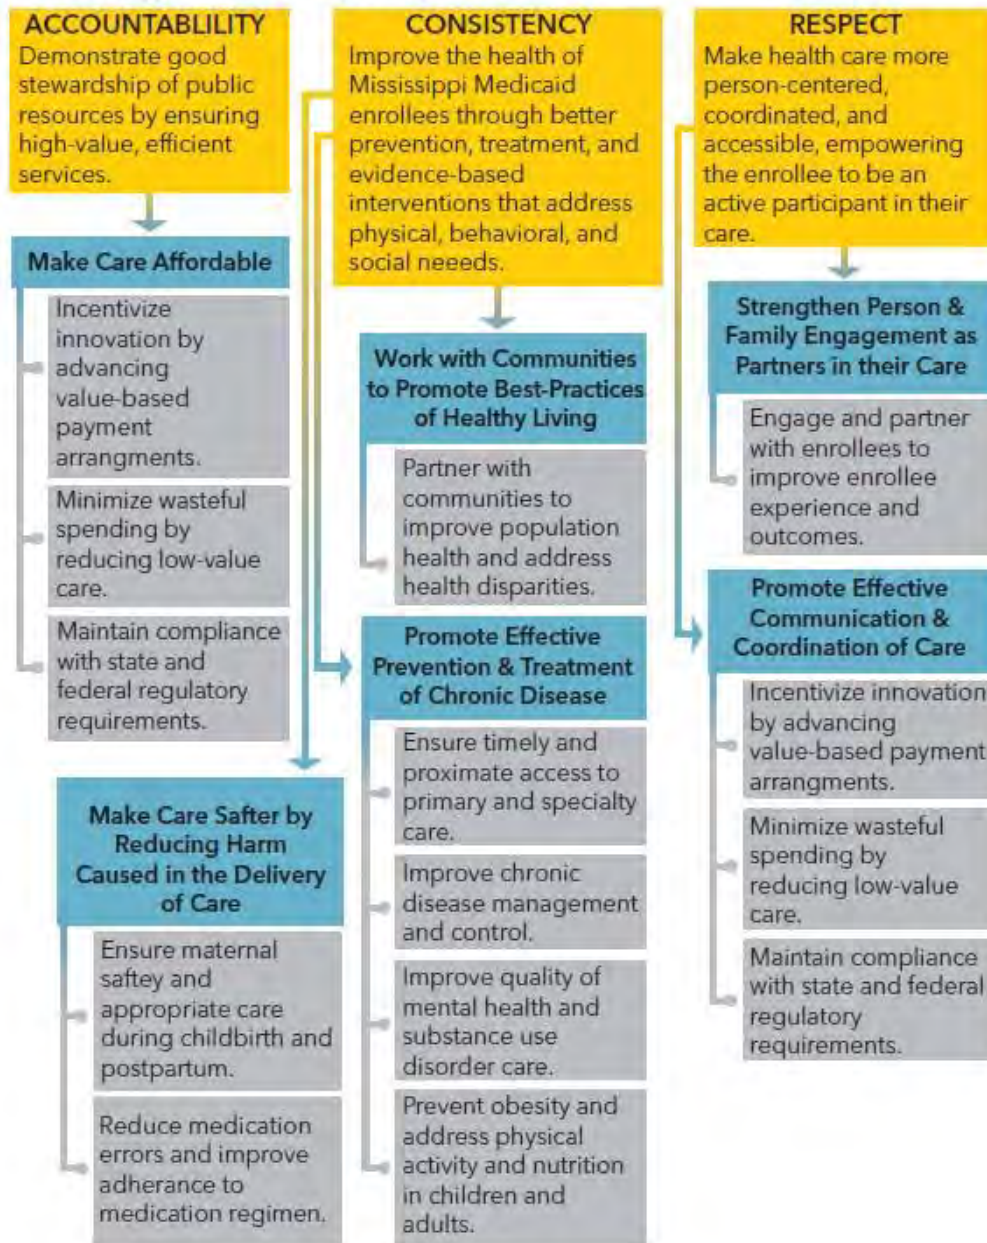 ACCOUNTABLILITY
Demonstrate good
stewardship of public
resources by ensuring
high-value, efficient
services.
Make Care Affordable
Incentivize
innovation by
advancing
value-based
payment
arrangments.
Minimize wasteful
spending by
reducing low-value
care.
Maintain compliance
with state and
federal regulatory
requirements.
CONSISTENCY
Improve the health of
Mississippi Medicaid
enrollees through better
prevention, treatment, and
evidence-based
interventions that address
physical, behavioral, and
social neeeds.
Work with Communities
to Promote Best-Practices
of Healthy Living
Partner with
communities to
improve population
health and address
health disparities.
Promote Effective
Prevention & Treatment
of Chronic Disease
Ensure timely and
proximate access to
primary and specialty
care.
Improve chronic
disease management
and control.
Improve quality of
mental health and
substance use
disorder care.
Prevent obesity and
address physical
activity and nutrition
in children and
adults.
Make Care Safter by
Reducing Harm
Caused in the Delivery
of Care
Ensure maternal
saftey and
appropriate care
during childbirth and
postpartum.
Reduce medication
errors and improve
adherance to
medication regimen.
RESPECT
Make health care more
person-centered,
coordinated, and
accessible, empowering
the enrollee to be an
active participant in their
care.
Strengthen Person &
Family Engagement as
Partners in their Care
Engage and partner
with enrollees to
improve enrollee
experience and
outcomes.
Promote Effective
Communication &
Coordination of Care
Incentivize innovation
by advancing
value-based payment
arrangments.
Minimize wasteful
spending by
reducing low-value
care.
Maintain compliance
with state and federal
regulatory
requirements.